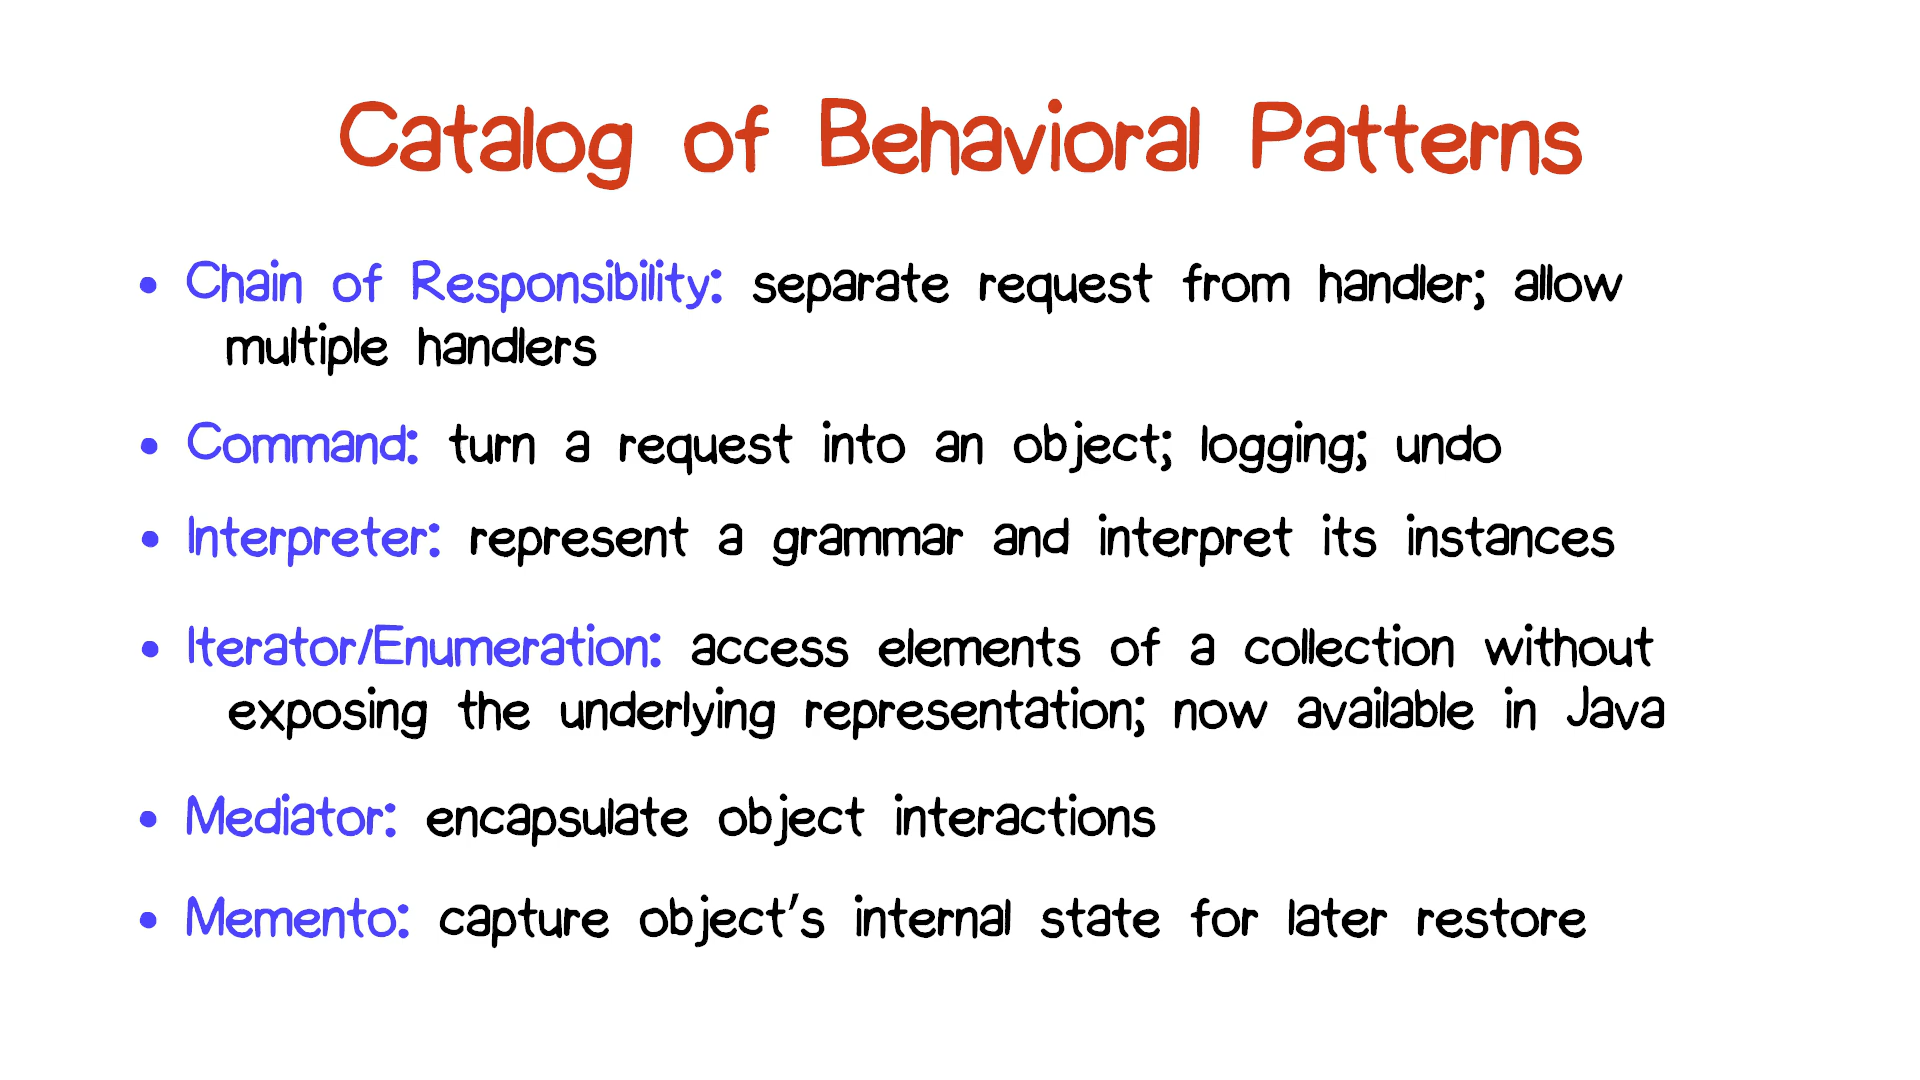 Catalog of Behavioral Patterns
• Chain of Responsibility: separate request from handler; allow
multiple handlers
• Command: turn a request into an object; logging; undo
• Interpreter: represent a grammar and interpret its instances
• Iterator/Enumeration: access elements of a collection without
exposing the underlying representation; now available in Java
• Mediator: encapsulate object interactions
• Memento: capture object's internal state for later restore